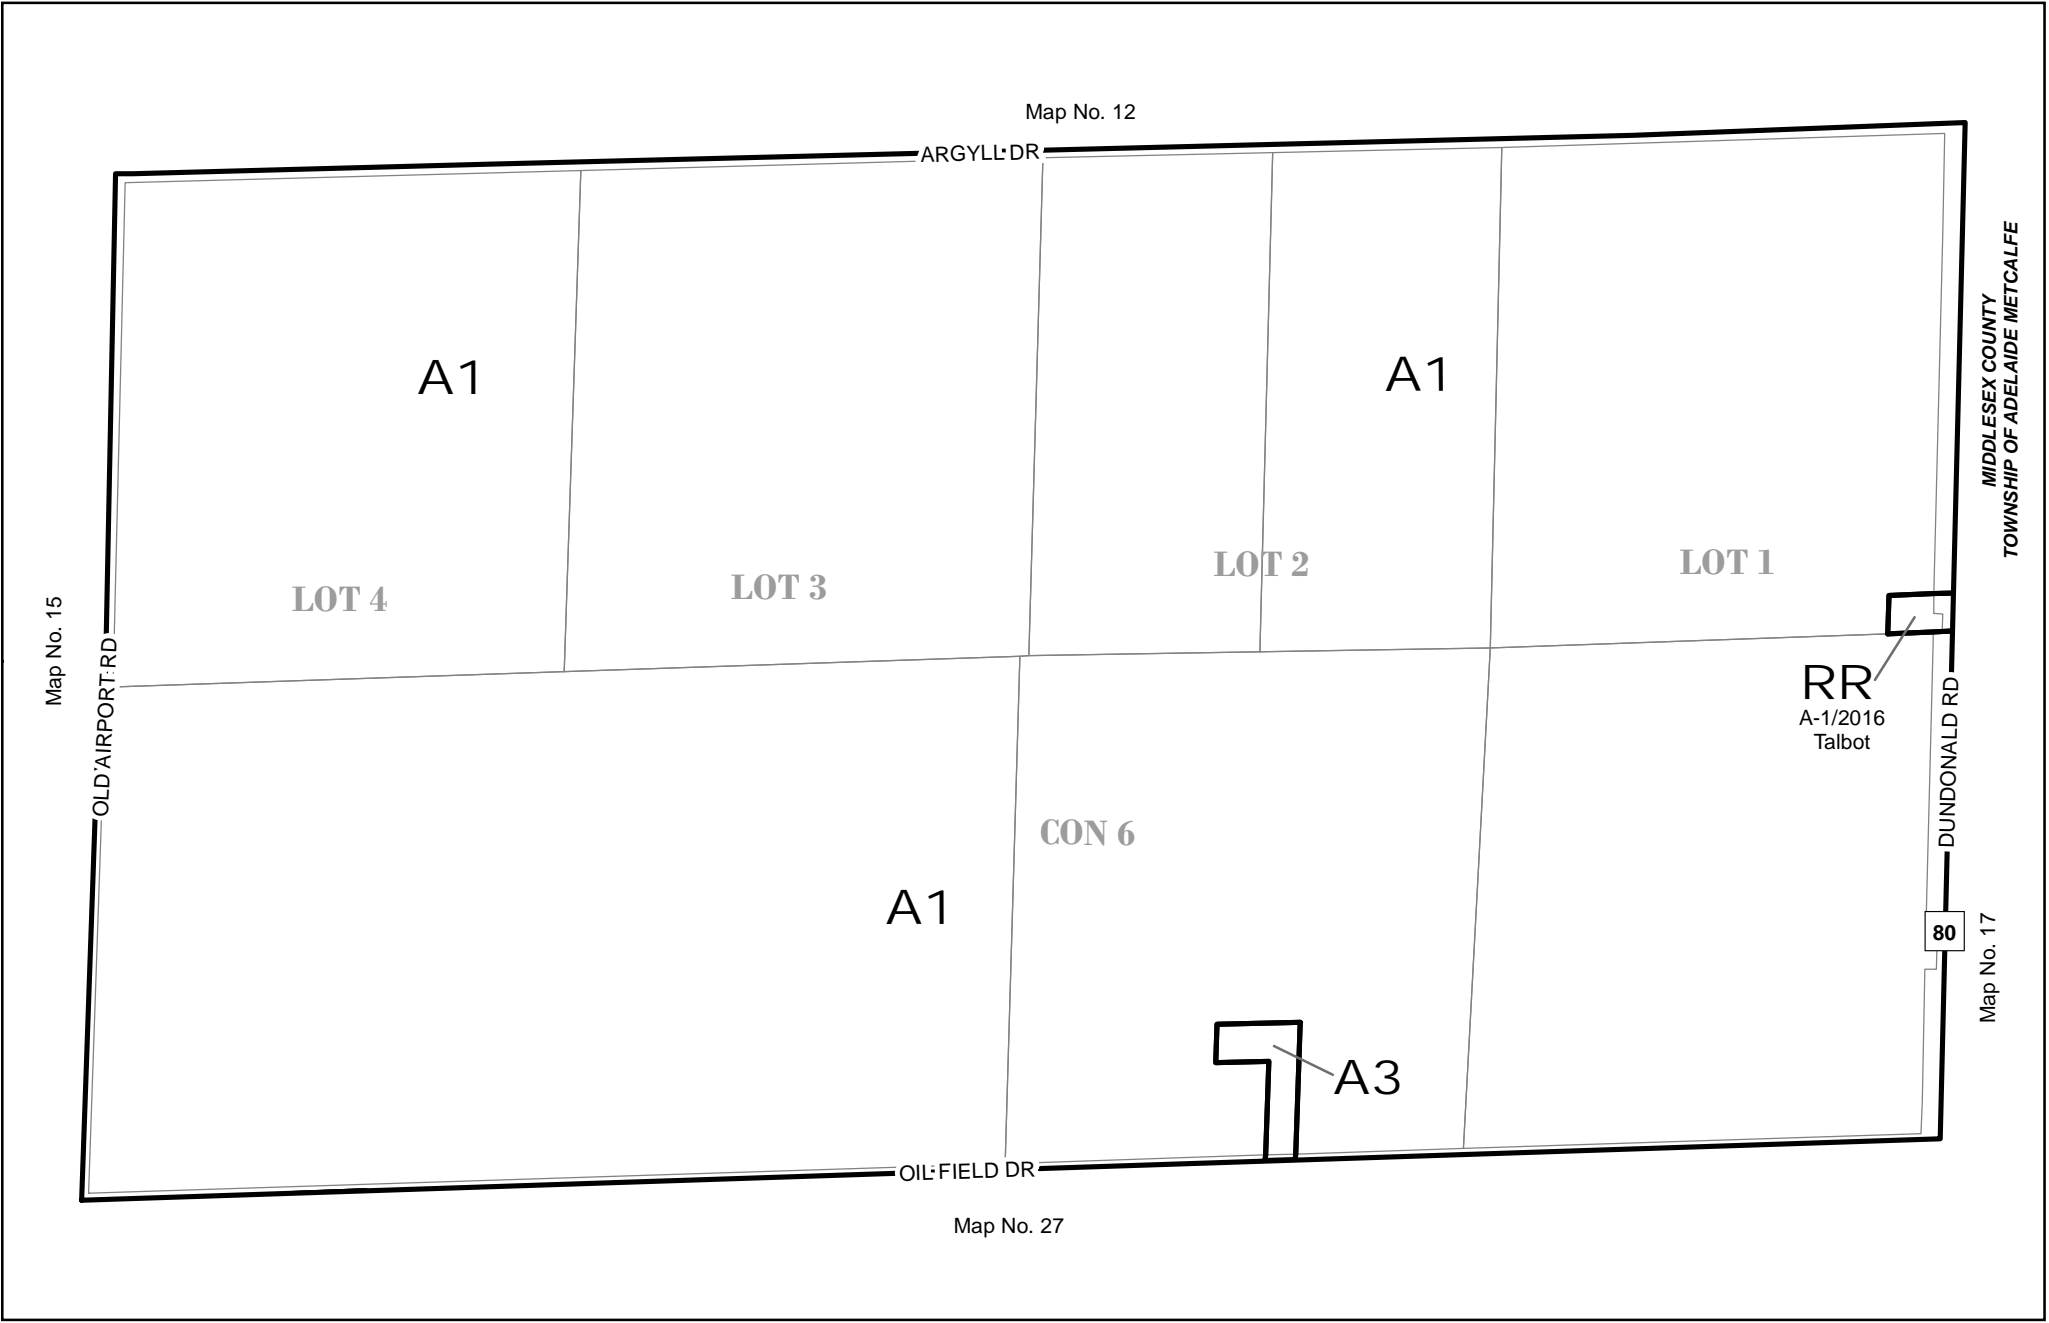 Map No. 12
ARGYLL DR
MIDDLESEX COUNTY
TOWNSHIP OF ADELAIDE METCALFE
A1
A1
LOT 4
LOT 3
LOT 2
LOT 1
Map No. 15
OLD AIRPORT RD
RR
A-1/2016
Talbot
DUNDONALD RD
CON 6
A1
80
Map No. 17
A3
OIL FIELD DR
Map No. 27